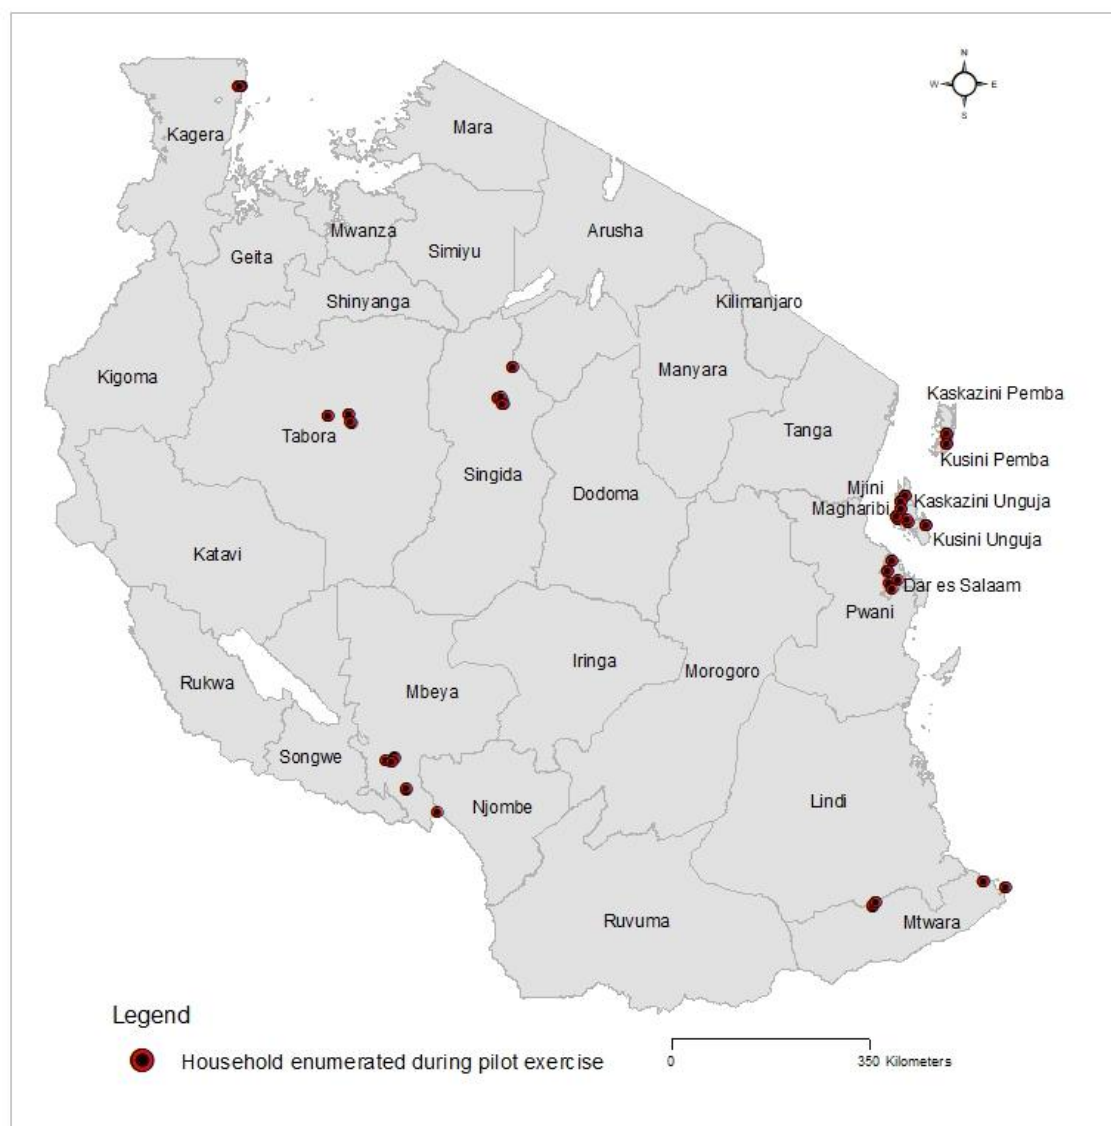 N
W E
S
Mara
Kagera
Arusha
Mwanza
Simiyu
Geita
Shinyanga
Kilimanjaro
Manyara
Kigoma
Kaskazini Pemba
Tanga
Tabora
Kusini Pemba
Singida
Mjini
Dodoma
Magharibi
Kaskazini Unguja
Kusini Unguja
Katavi
Dar es Salaam
Pwani
Iringa
Morogoro
Rukwa
Mbeya
Songwe
Njombe
Lindi
Ruvuma
Mtwara
Legend
Household enumerated during pilot exercise
0 350 Kilometers